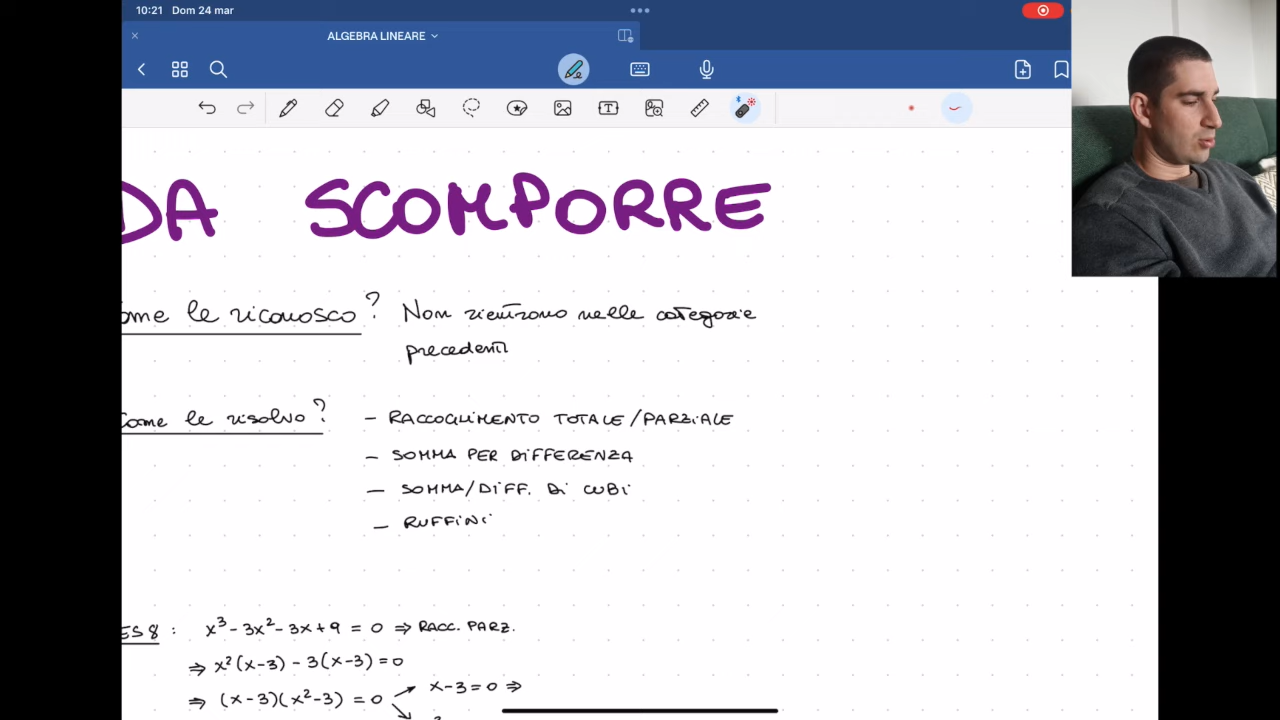 10:21 Dom 24 mar
ALGEBRA LINEARE
DA SCOMPORRE
ome le riconosco? Non rientrano nelle categorie
precedenti
Come le risolvo? - RACCOGLIMENTO TOTALE/PARZIALE
- SOMMA PER DIFFERENZA
- SOMMA/DIFF. Di CUBi
- RUFFiNi
ES 8 : x³ - 3x² - 3x + 9 = 0 ⇒ RACC. PARZ.
⇒ x²(x-3) - 3(x-3) = 0
⇒ (x-3)(x²-3) = 0 → x-3=0 ⇒